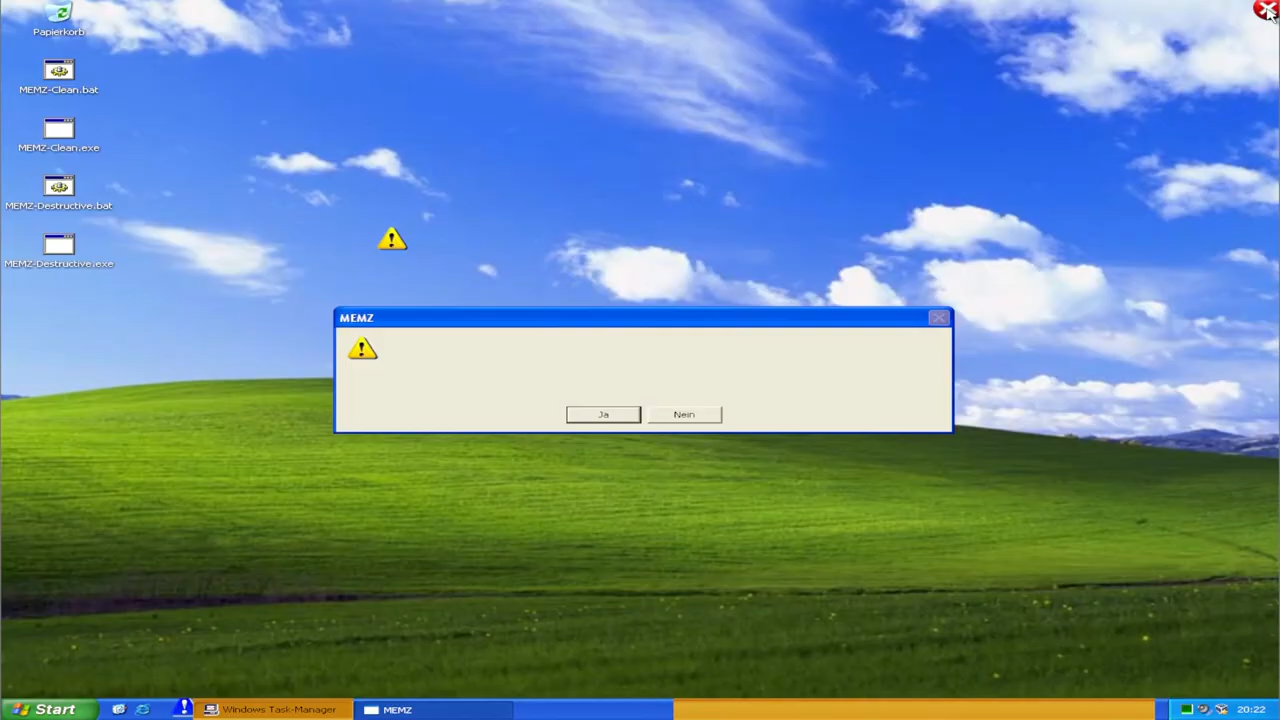 Papierkorb
MEMZ-Clean.bat
MEMZ-Clean.exe
MEMZ-Destructive.bat
MEMZ-Destructive.exe
MEMZ
Ja
Nein
Start
Windows Task-Manager
MEMZ
20:22